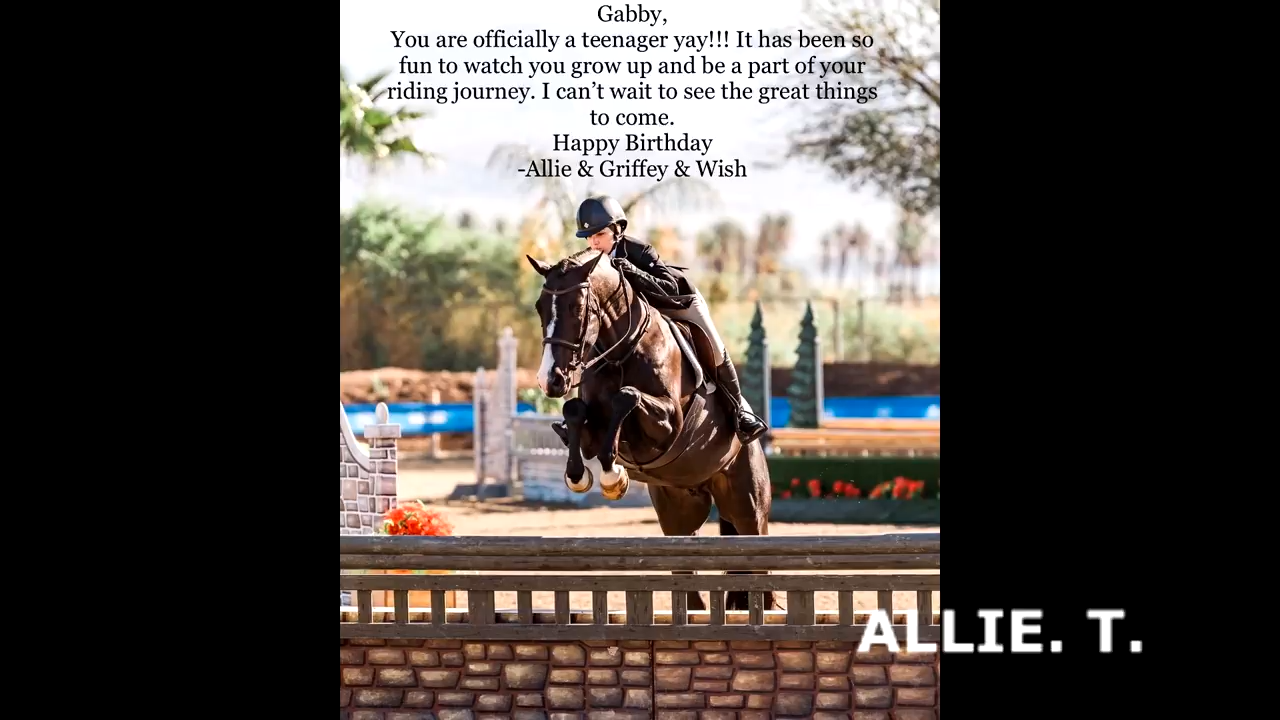 Gabby,
You are officially a teenager yay!!! It has been so
fun to watch you grow up and be a part of your
riding journey. I can’t wait to see the great things
to come.
Happy Birthday
-Allie & Griffey & Wish
ALLIE. T.